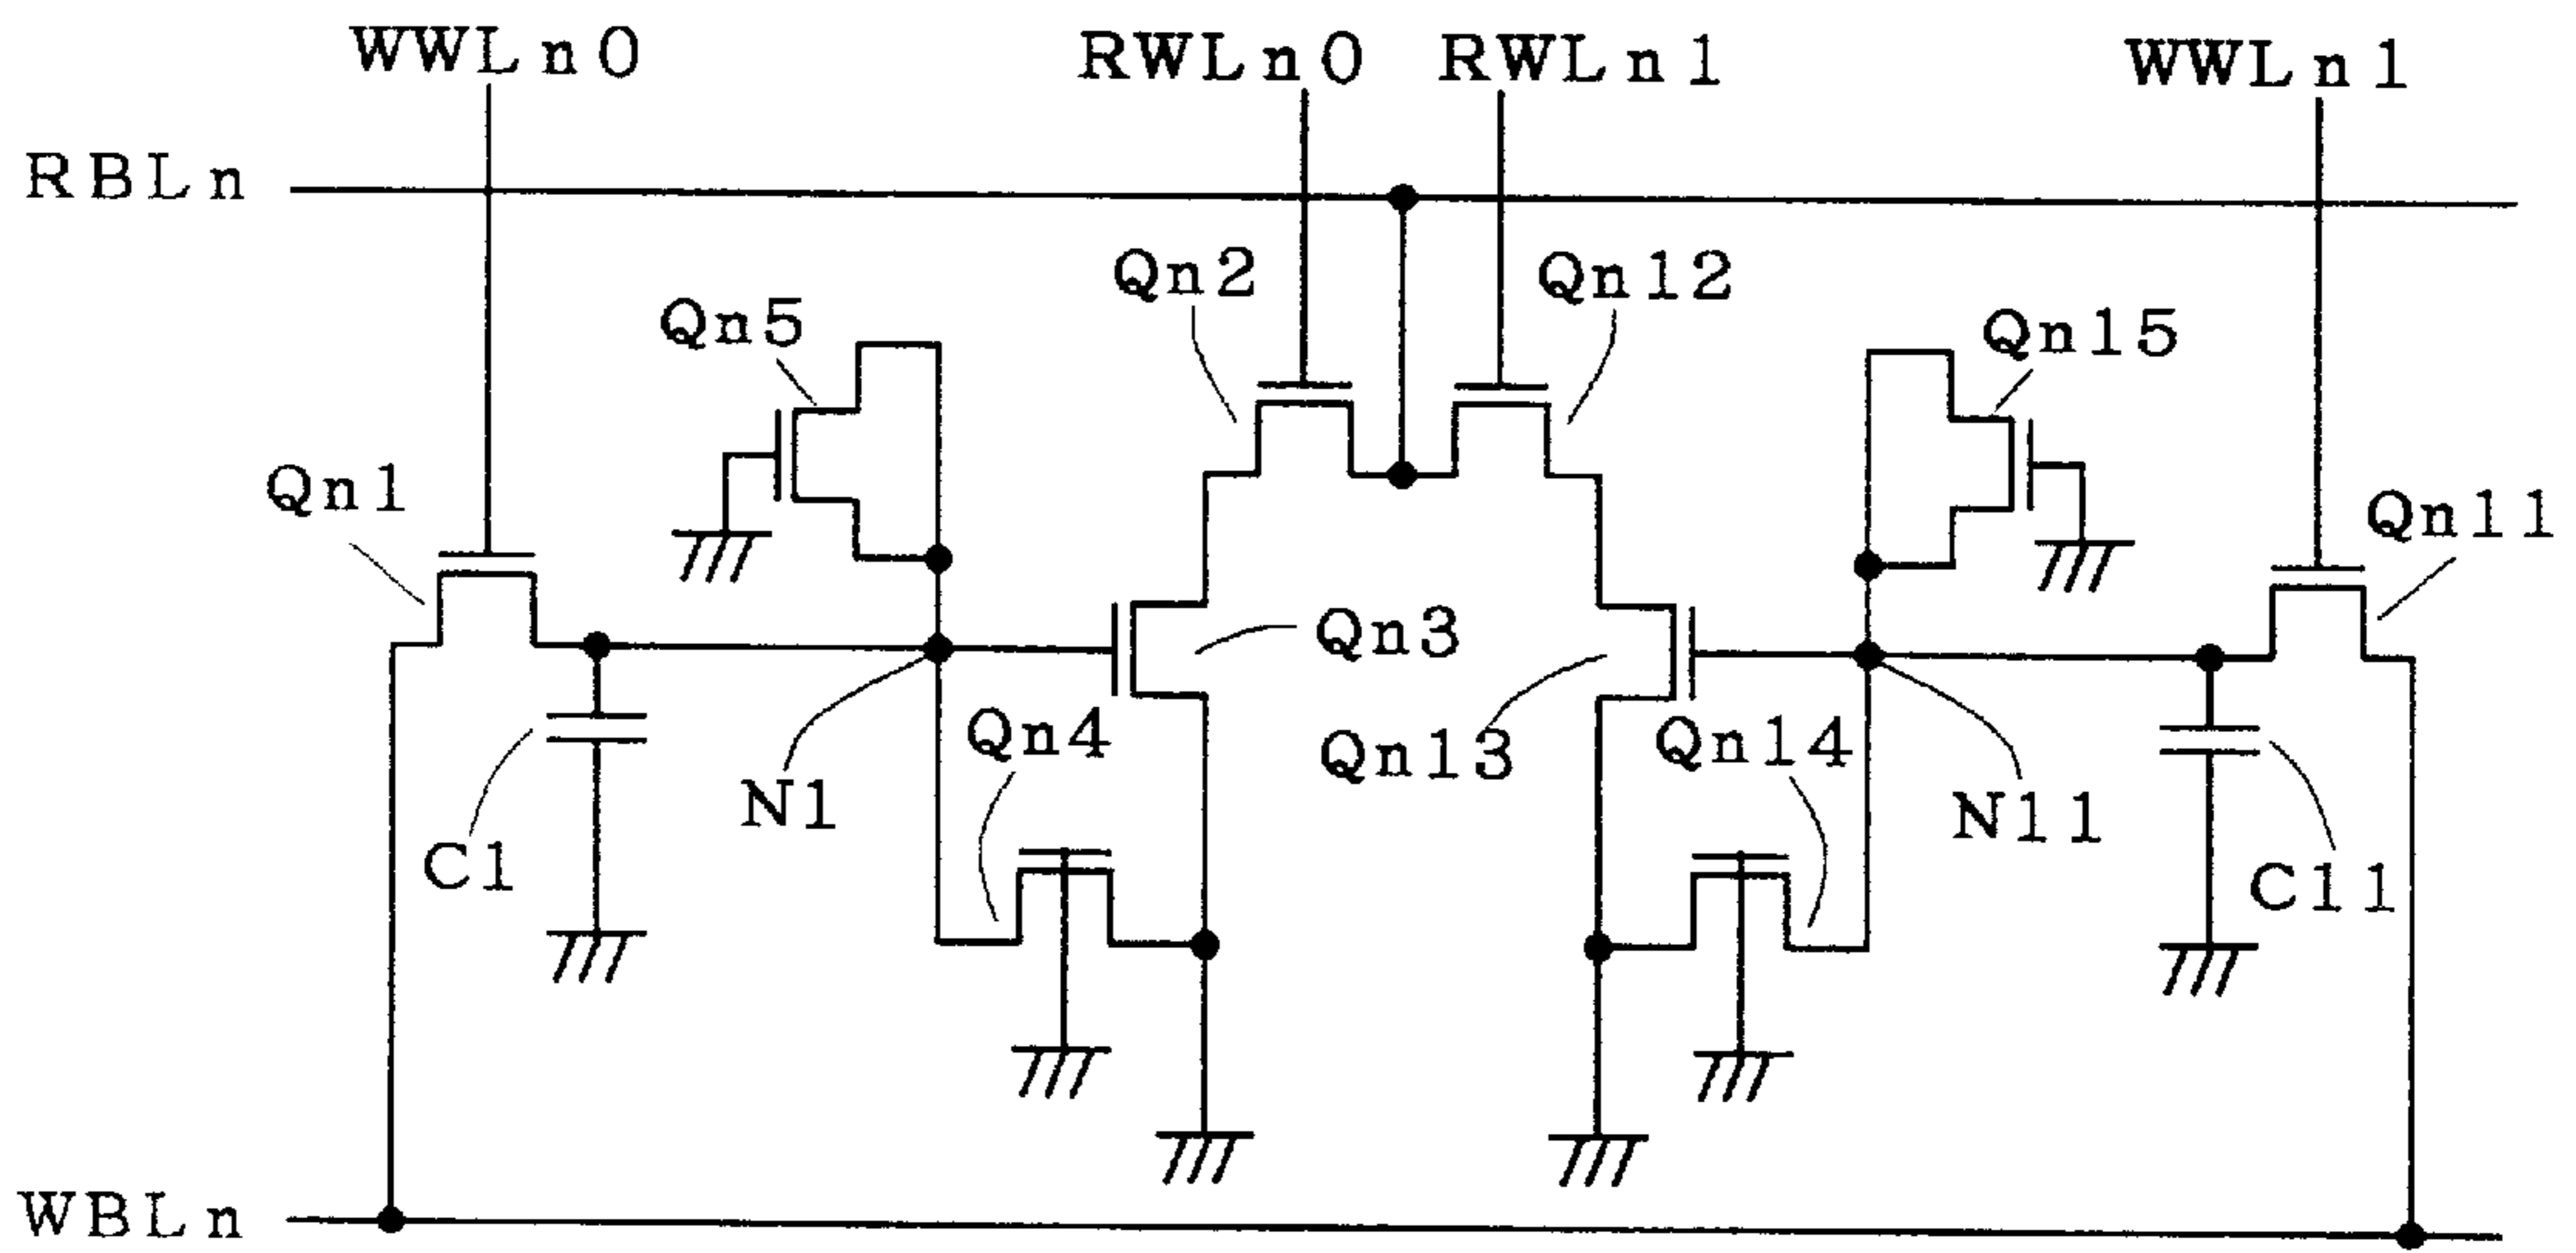 WWLn0 RWLn0 RWLn1 WWLn1
RBLn
Qn2 Qn12
Qn5 Qn15
Qn1 Qn11
Qn3
Qn4 Qn13 Qn14
N1 N11
C1 C11
WBLn